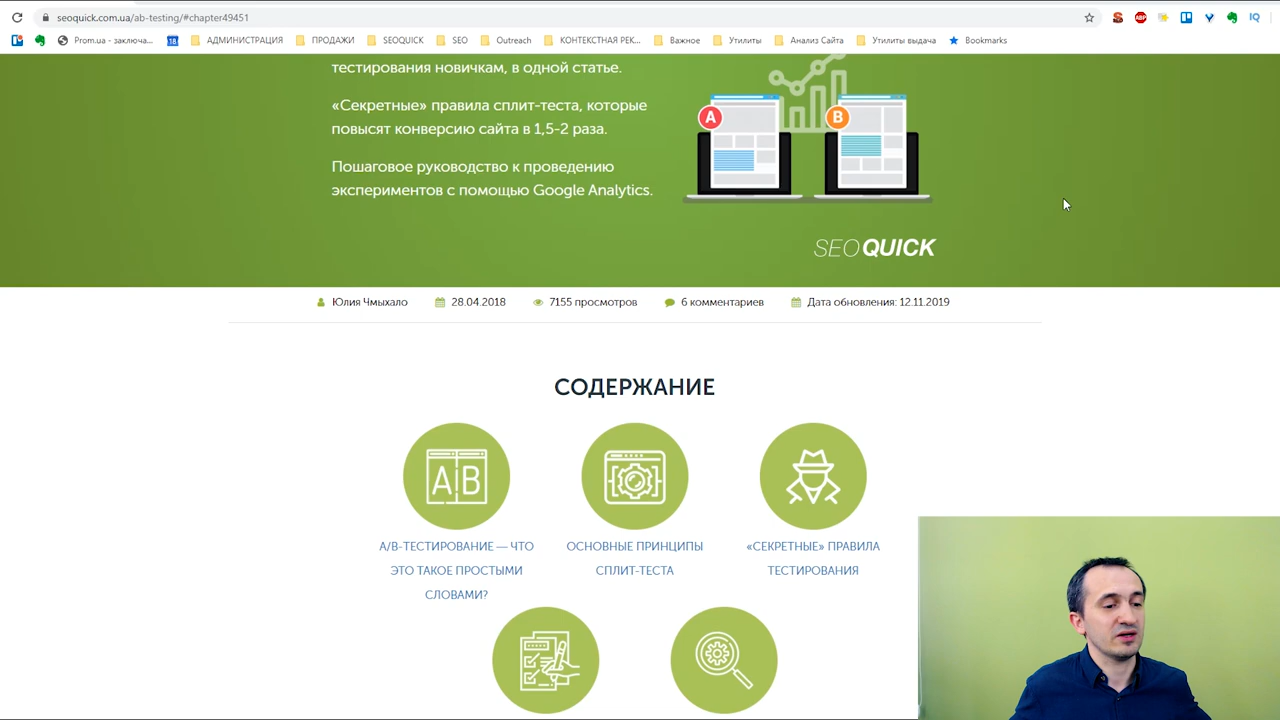 seoquick.com.ua/ab-testing/#chapter49451
ABP
IQ
Prom.ua - заключа...
18
АДМИНИСТРАЦИЯ
ПРОДАЖИ
SEOQUICK
SEO
Outreach
КОНТЕКСТНАЯ РЕК...
Важное
Утилиты
Анализ Сайта
Утилиты выдача
Bookmarks
тестирования новичкам, в одной статье.
«Секретные» правила сплит-теста, которые
повысят конверсию сайта в 1,5-2 раза.
Пошаговое руководство к проведению
экспериментов с помощью Google Analytics.
A
B
SEOQUICK
Юлия Чмыхало
28.04.2018
7155 просмотров
6 комментариев
Дата обновления: 12.11.2019
СОДЕРЖАНИЕ
A B
A/B-ТЕСТИРОВАНИЕ — ЧТО
ЭТО ТАКОЕ ПРОСТЫМИ
СЛОВАМИ?
ОСНОВНЫЕ ПРИНЦИПЫ
СПЛИТ-ТЕСТА
«СЕКРЕТНЫЕ» ПРАВИЛА
ТЕСТИРОВАНИЯ